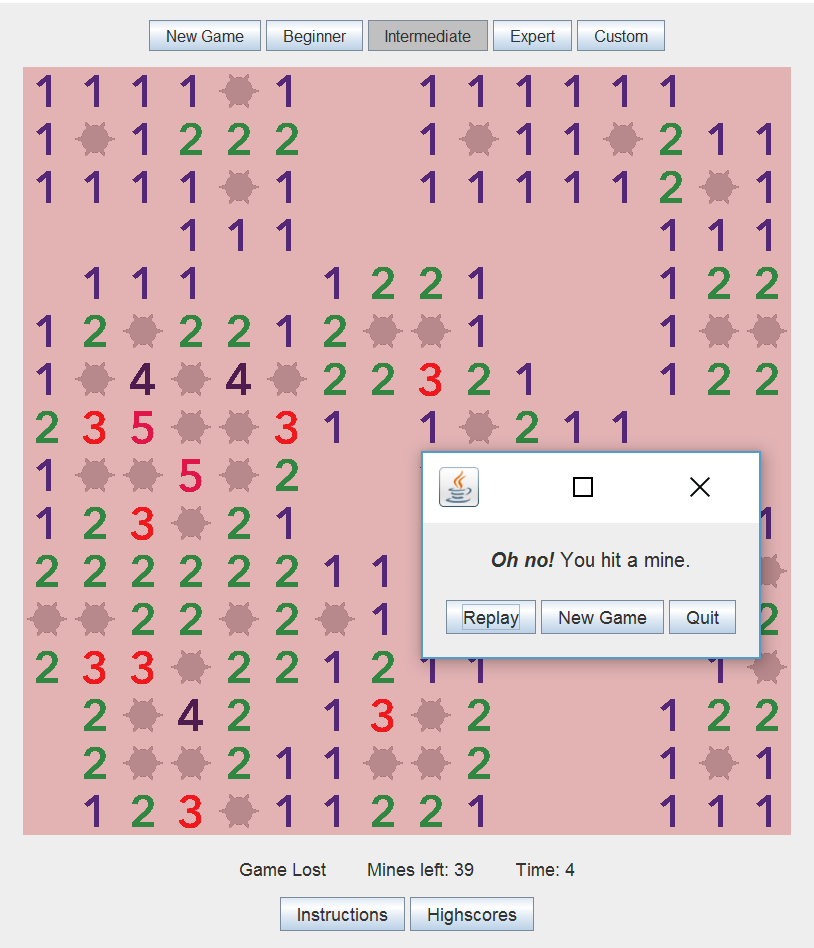 New Game Beginner Intermediate Expert Custom
1 1 1 1 1 1 1 1 1 1 1
1 1 2 2 2 1 1 1 2 1 1
1 1 1 1 1 1 1 1 1 1 2 1
1 1 1 1 1 1
1 1 1 1 2 2 1 1 2 2
1 2 2 2 1 2 1 1
1 4 4 2 2 3 2 1 1 2 2
2 3 5 3 1 1 2 1 1
1 5 2
1 2 3 2 1 1
2 2 2 2 2 2 1 1
2 2 2 1 2
2 3 3 2 2 1 2 1 1 1
2 4 2 1 3 2 1 2 2
2 2 1 1 2 1 1
1 2 3 1 1 2 2 1 1 1 1
Oh no! You hit a mine.
Replay New Game Quit
Game Lost Mines left: 39 Time: 4
Instructions Highscores